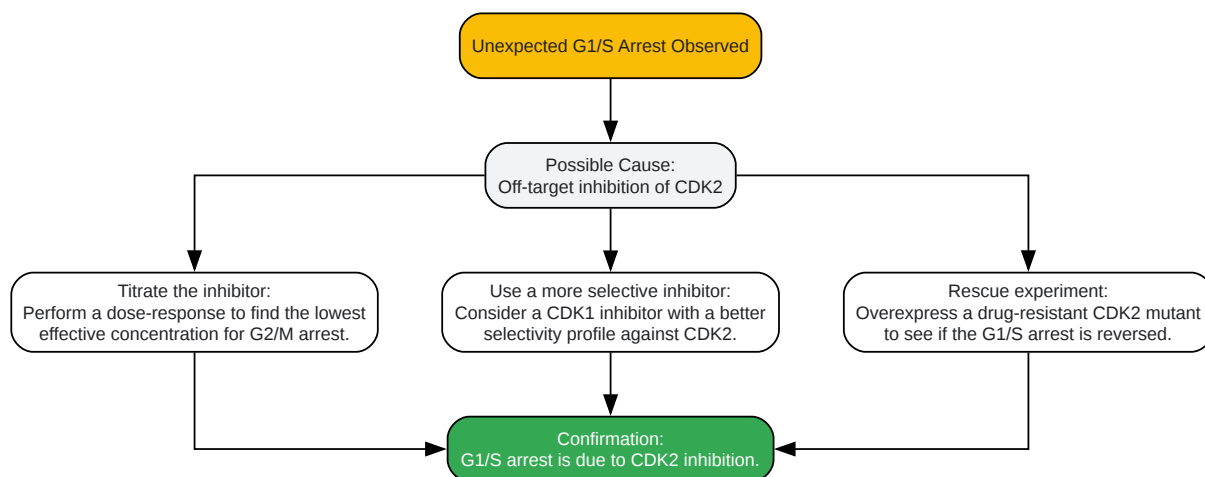 Unexpected G1/S Arrest Observed
Possible Cause:
Off-target inhibition of CDK2
Titrate the inhibitor:
Perform a dose-response to find the lowest
effective concentration for G2/M arrest.
Use a more selective inhibitor:
Consider a CDK1 inhibitor with a better
selectivity profile against CDK2.
Rescue experiment:
Overexpress a drug-resistant CDK2 mutant
to see if the G1/S arrest is reversed.
Confirmation:
G1/S arrest is due to CDK2 inhibition.